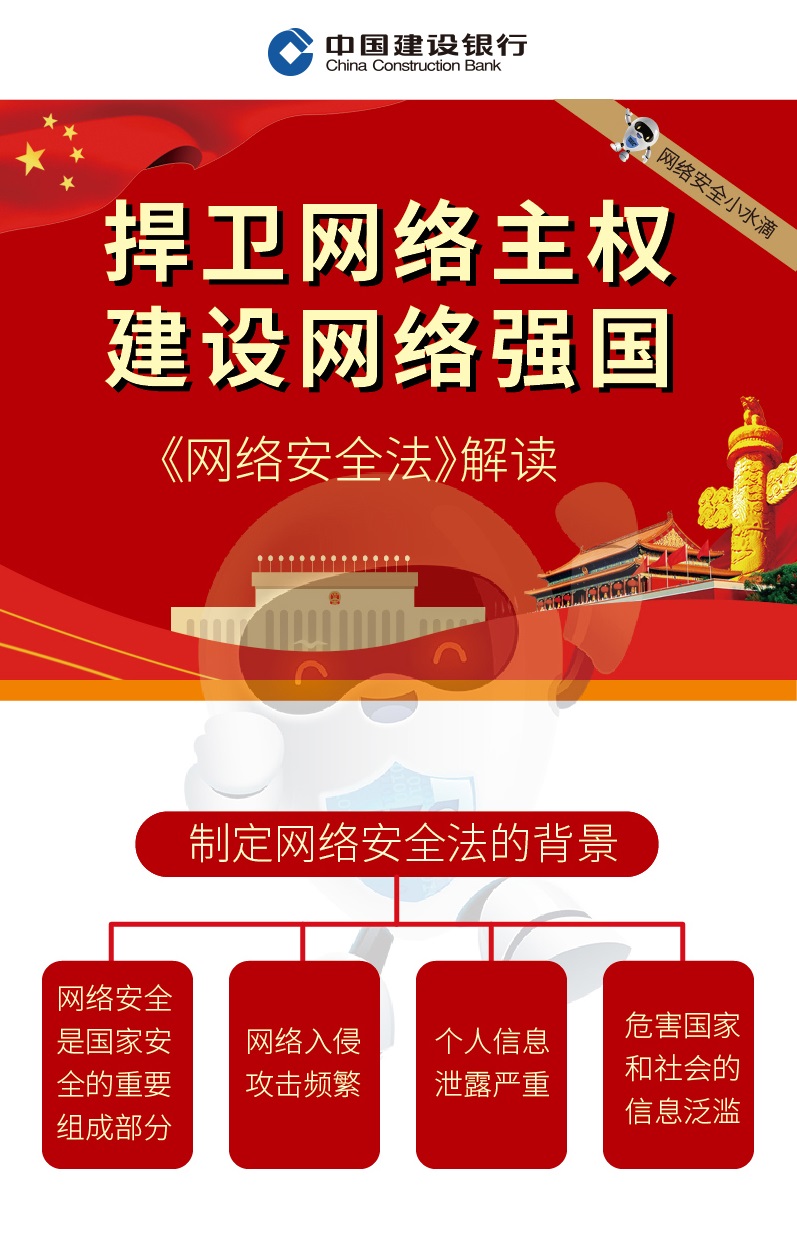 中国建设银行
China Construction Bank
网络安全小水滴
捍卫网络主权
建设网络强国
《网络安全法》解读
制定网络安全法的背景
网络安全
是国家安
全的重要
组成部分
网络入侵
攻击频繁
个人信息
泄露严重
危害国家
和社会的
信息泛滥